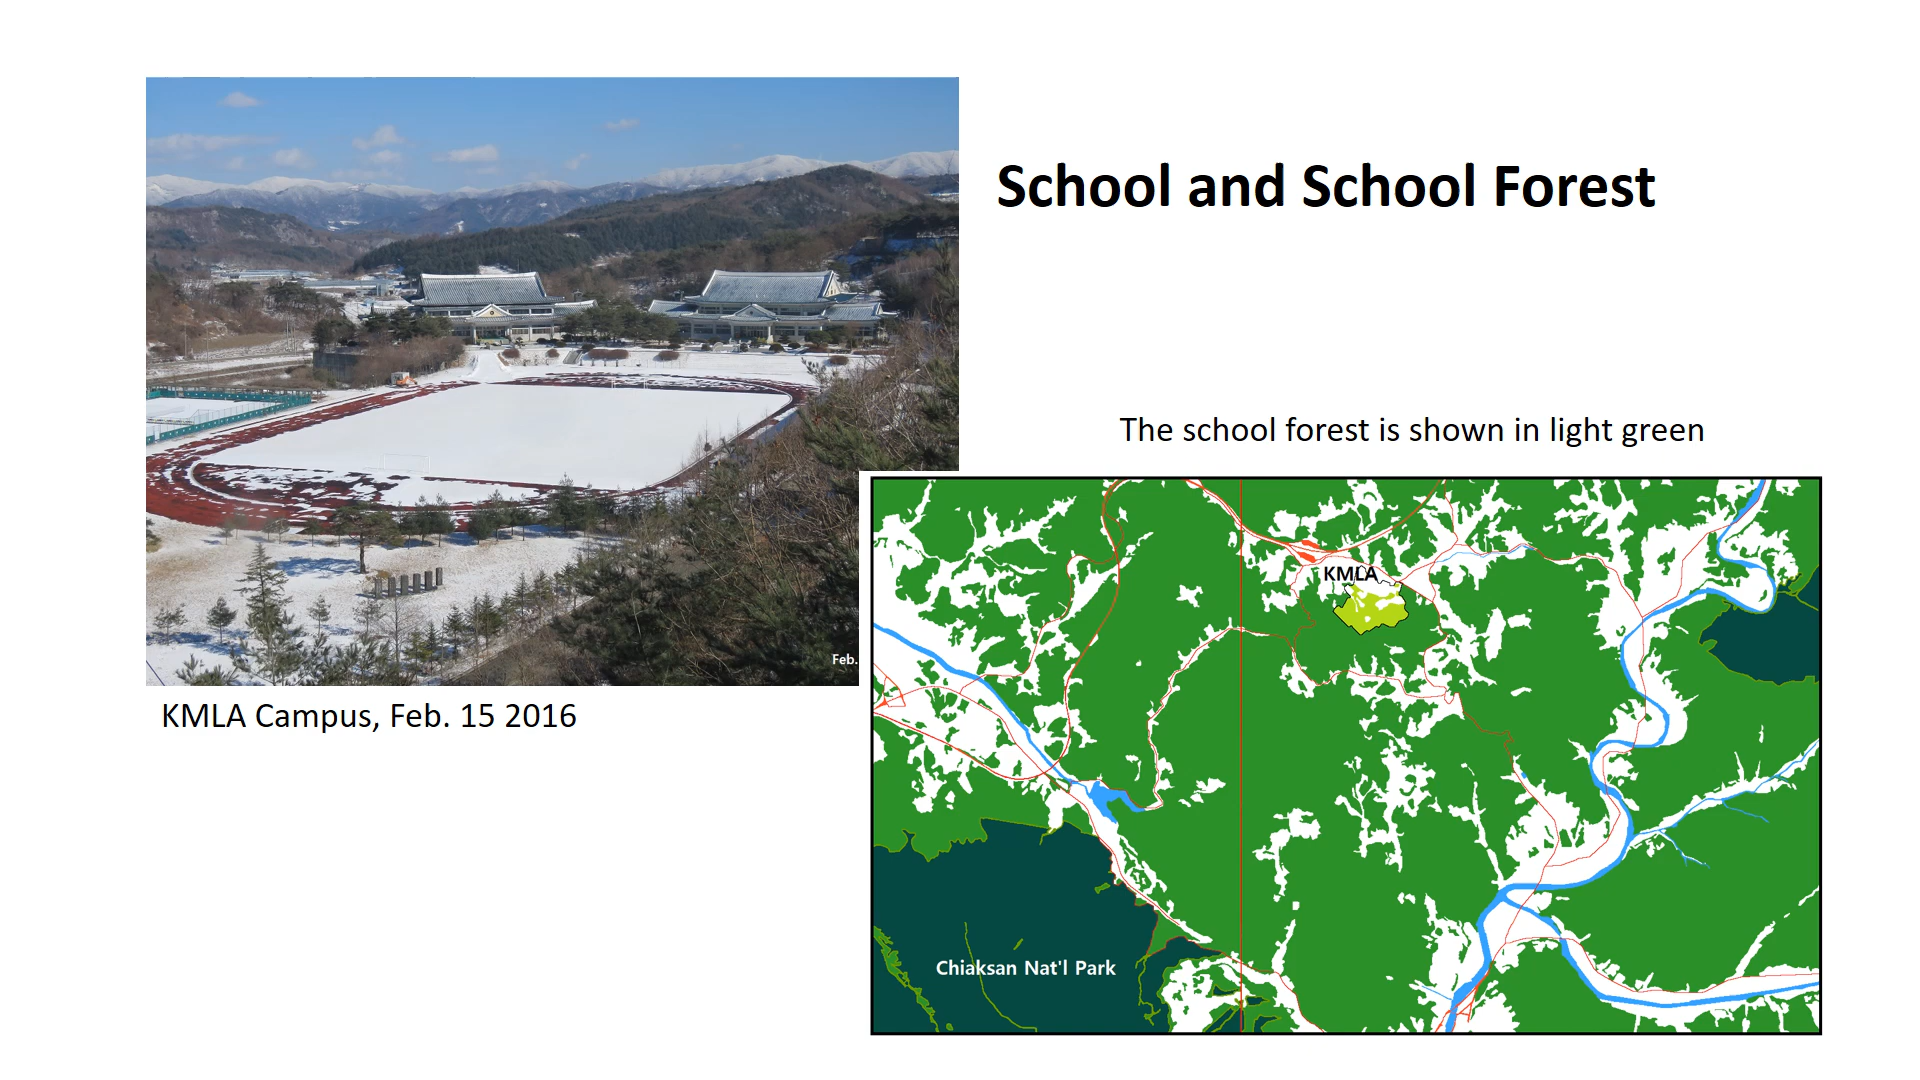 School and School Forest
The school forest is shown in light green
KMLA
Feb.
KMLA Campus, Feb. 15 2016
Chiaksan Nat'l Park